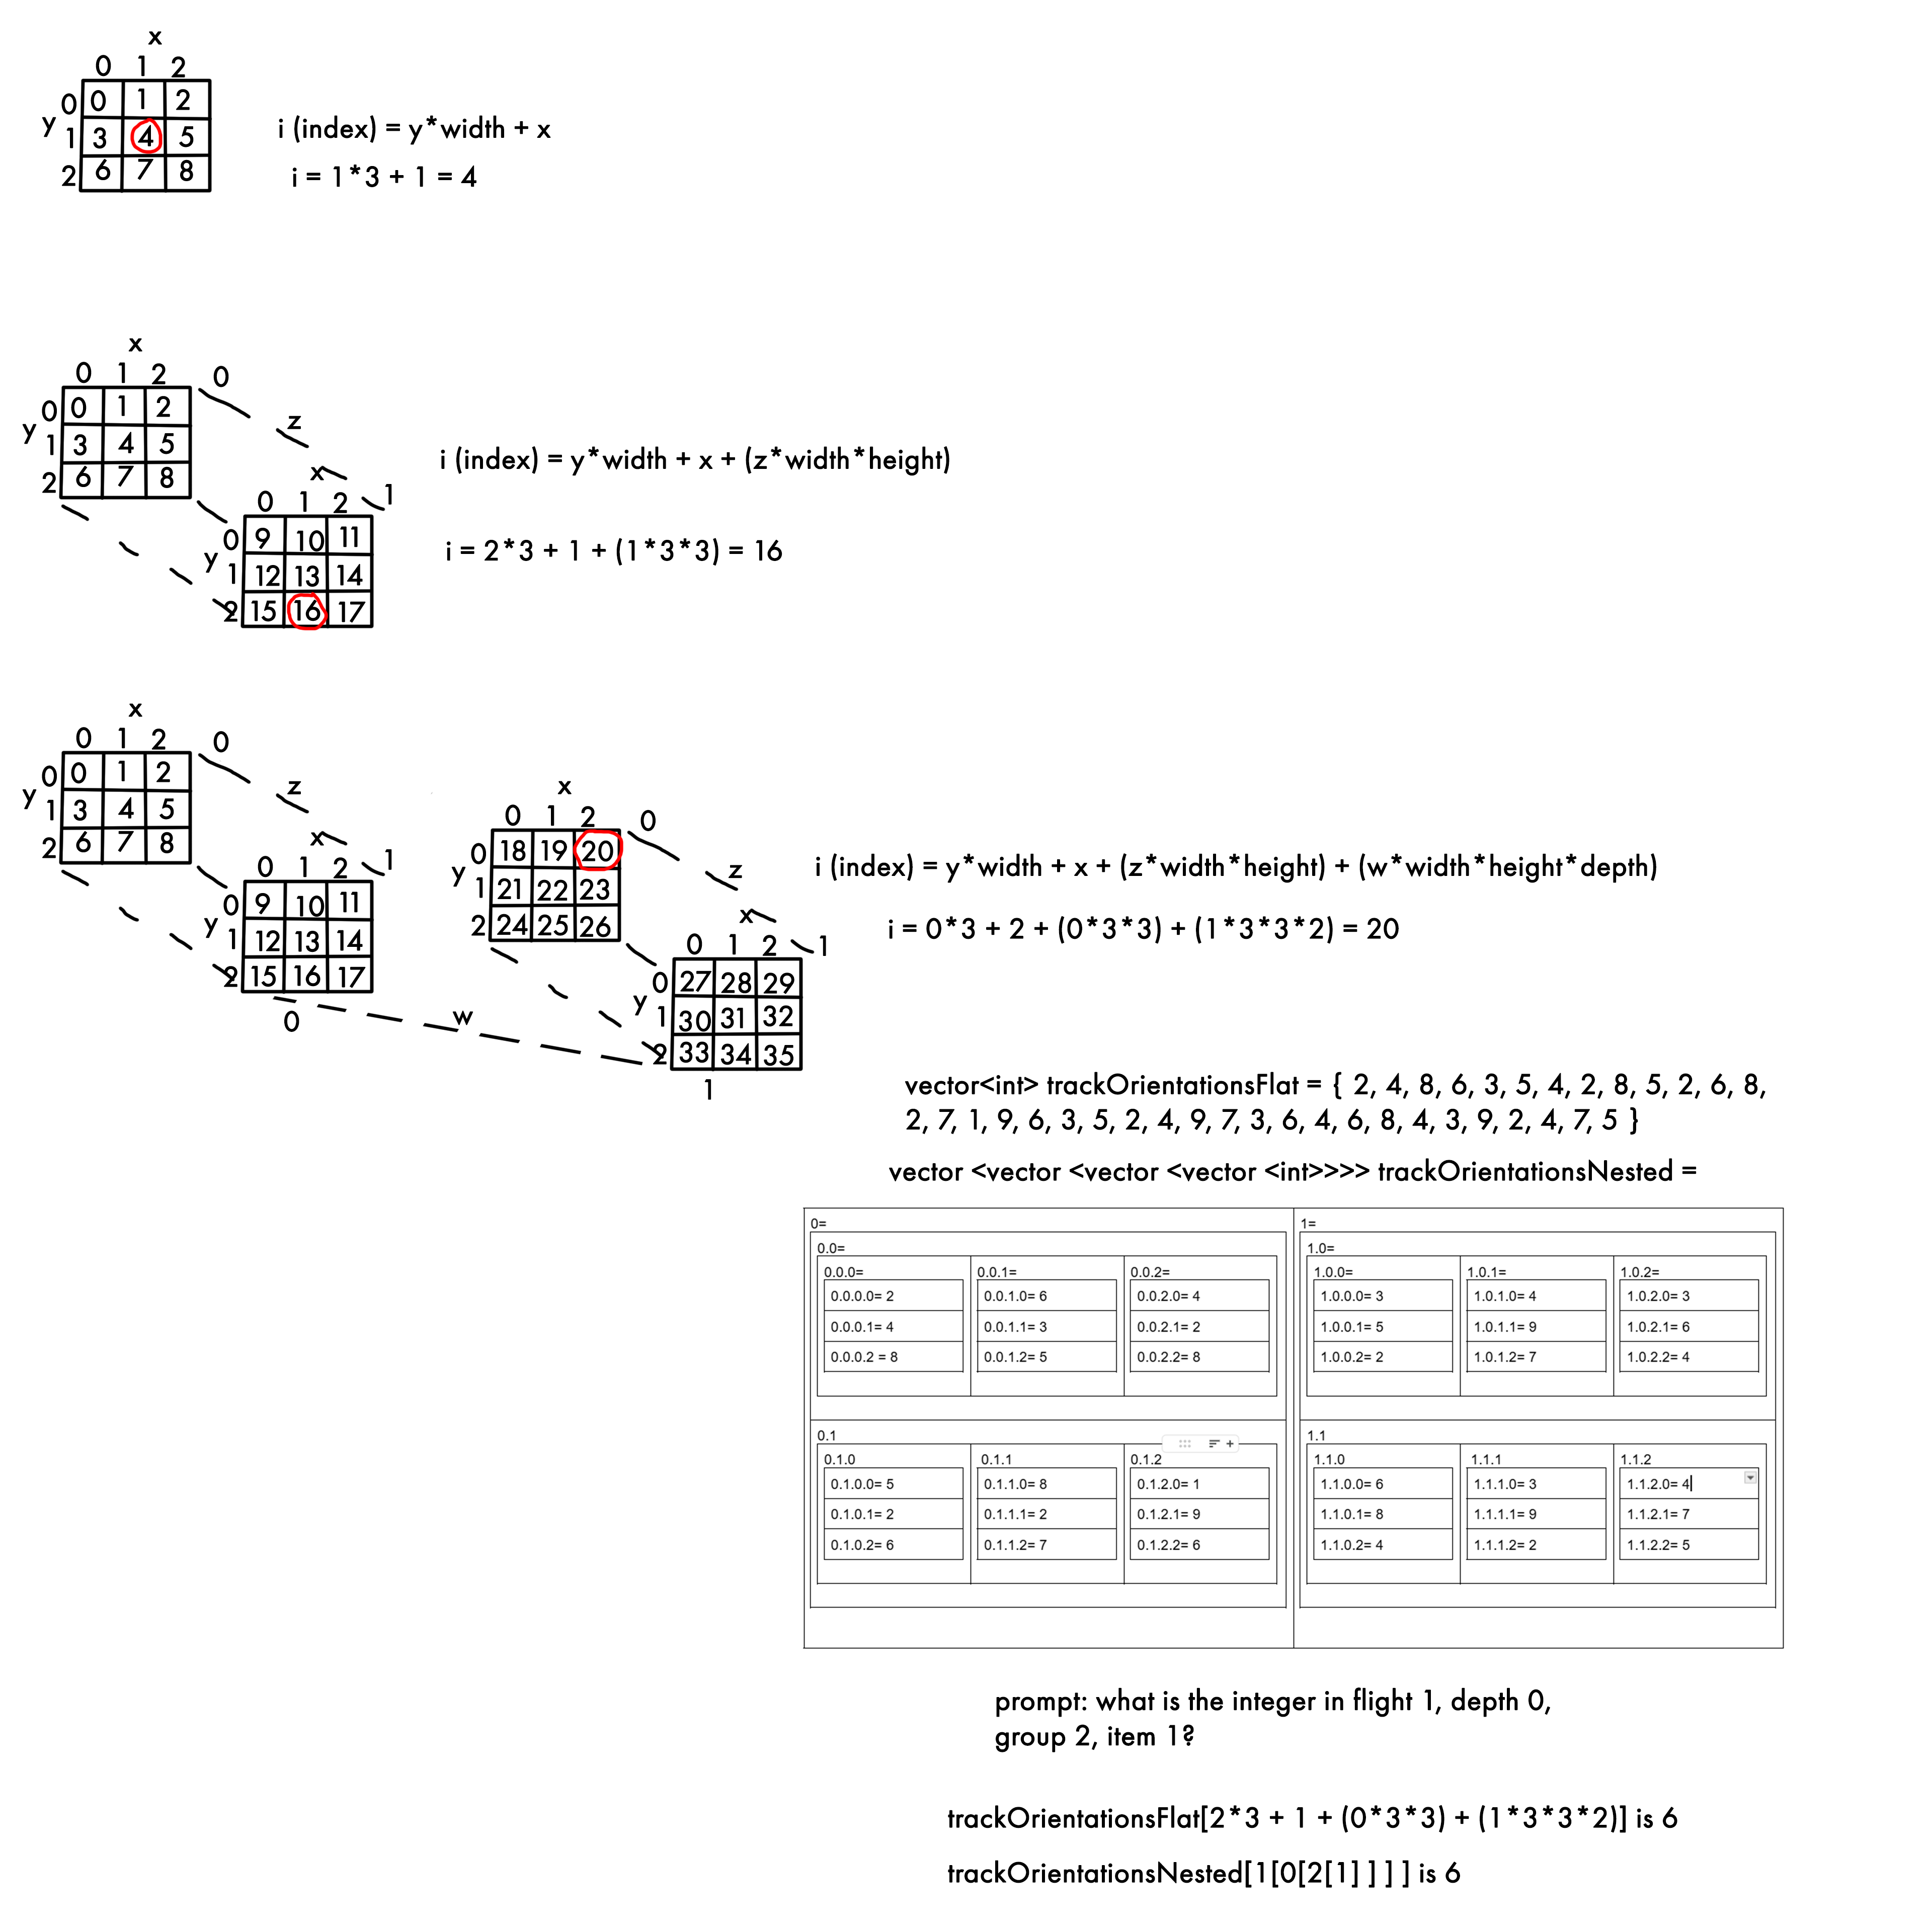 x
0 1 2
0 0 1 2
y
1 3 4 5
2 6 7 8
i (index) = y*width + x
i = 1*3 + 1 = 4
x
0 1 2 0
0 0 1 2
y
1 3 4 5
2 6 7 8
z
x
0 1 2 1
0 9 10 11
y
1 12 13 14
2 15 16 17
i (index) = y*width + x + (z*width*height)
i = 2*3 + 1 + (1*3*3) = 16
x
0 1 2 0
0 0 1 2
y
1 3 4 5
2 6 7 8
z
x
0 1 2 1
0 9 10 11
y
1 12 13 14
2 15 16 17
0
w
x
0 1 2 0
0 18 19 20
y
1 21 22 23
2 24 25 26
z
x
0 1 2 1
0 27 28 29
y
1 30 31 32
2 33 34 35
1
i (index) = y*width + x + (z*width*height) + (w*width*height*depth)
i = 0*3 + 2 + (0*3*3) + (1*3*3*2) = 20
vector<int> trackOrientationsFlat = { 2, 4, 8, 6, 3, 5, 4, 2, 8, 5, 2, 6, 8,
2, 7, 1, 9, 6, 3, 5, 2, 4, 9, 7, 3, 6, 4, 6, 8, 4, 3, 9, 2, 4, 7, 5 }
vector <vector <vector <vector <int>>>> trackOrientationsNested =
0=
0.0=
0.0.0= 0.0.1= 0.0.2=
0.0.0.0= 2 0.0.1.0= 6 0.0.2.0= 4
0.0.0.1= 4 0.0.1.1= 3 0.0.2.1= 2
0.0.0.2 = 8 0.0.1.2= 5 0.0.2.2= 8
0.1
0.1.0 0.1.1 0.1.2
0.1.0.0= 5 0.1.1.0= 8 0.1.2.0= 1
0.1.0.1= 2 0.1.1.1= 2 0.1.2.1= 9
0.1.0.2= 6 0.1.1.2= 7 0.1.2.2= 6
1=
1.0=
1.0.0= 1.0.1= 1.0.2=
1.0.0.0= 3 1.0.1.0= 4 1.0.2.0= 3
1.0.0.1= 5 1.0.1.1= 9 1.0.2.1= 6
1.0.0.2= 2 1.0.1.2= 7 1.0.2.2= 4
1.1
1.1.0 1.1.1 1.1.2
1.1.0.0= 6 1.1.1.0= 3 1.1.2.0= 4
1.1.0.1= 8 1.1.1.1= 9 1.1.2.1= 7
1.1.0.2= 4 1.1.1.2= 2 1.1.2.2= 5
prompt: what is the integer in flight 1, depth 0,
group 2, item 1?
trackOrientationsFlat[2*3 + 1 + (0*3*3) + (1*3*3*2)] is 6
trackOrientationsNested[1[0[2[1] ] ] ] is 6